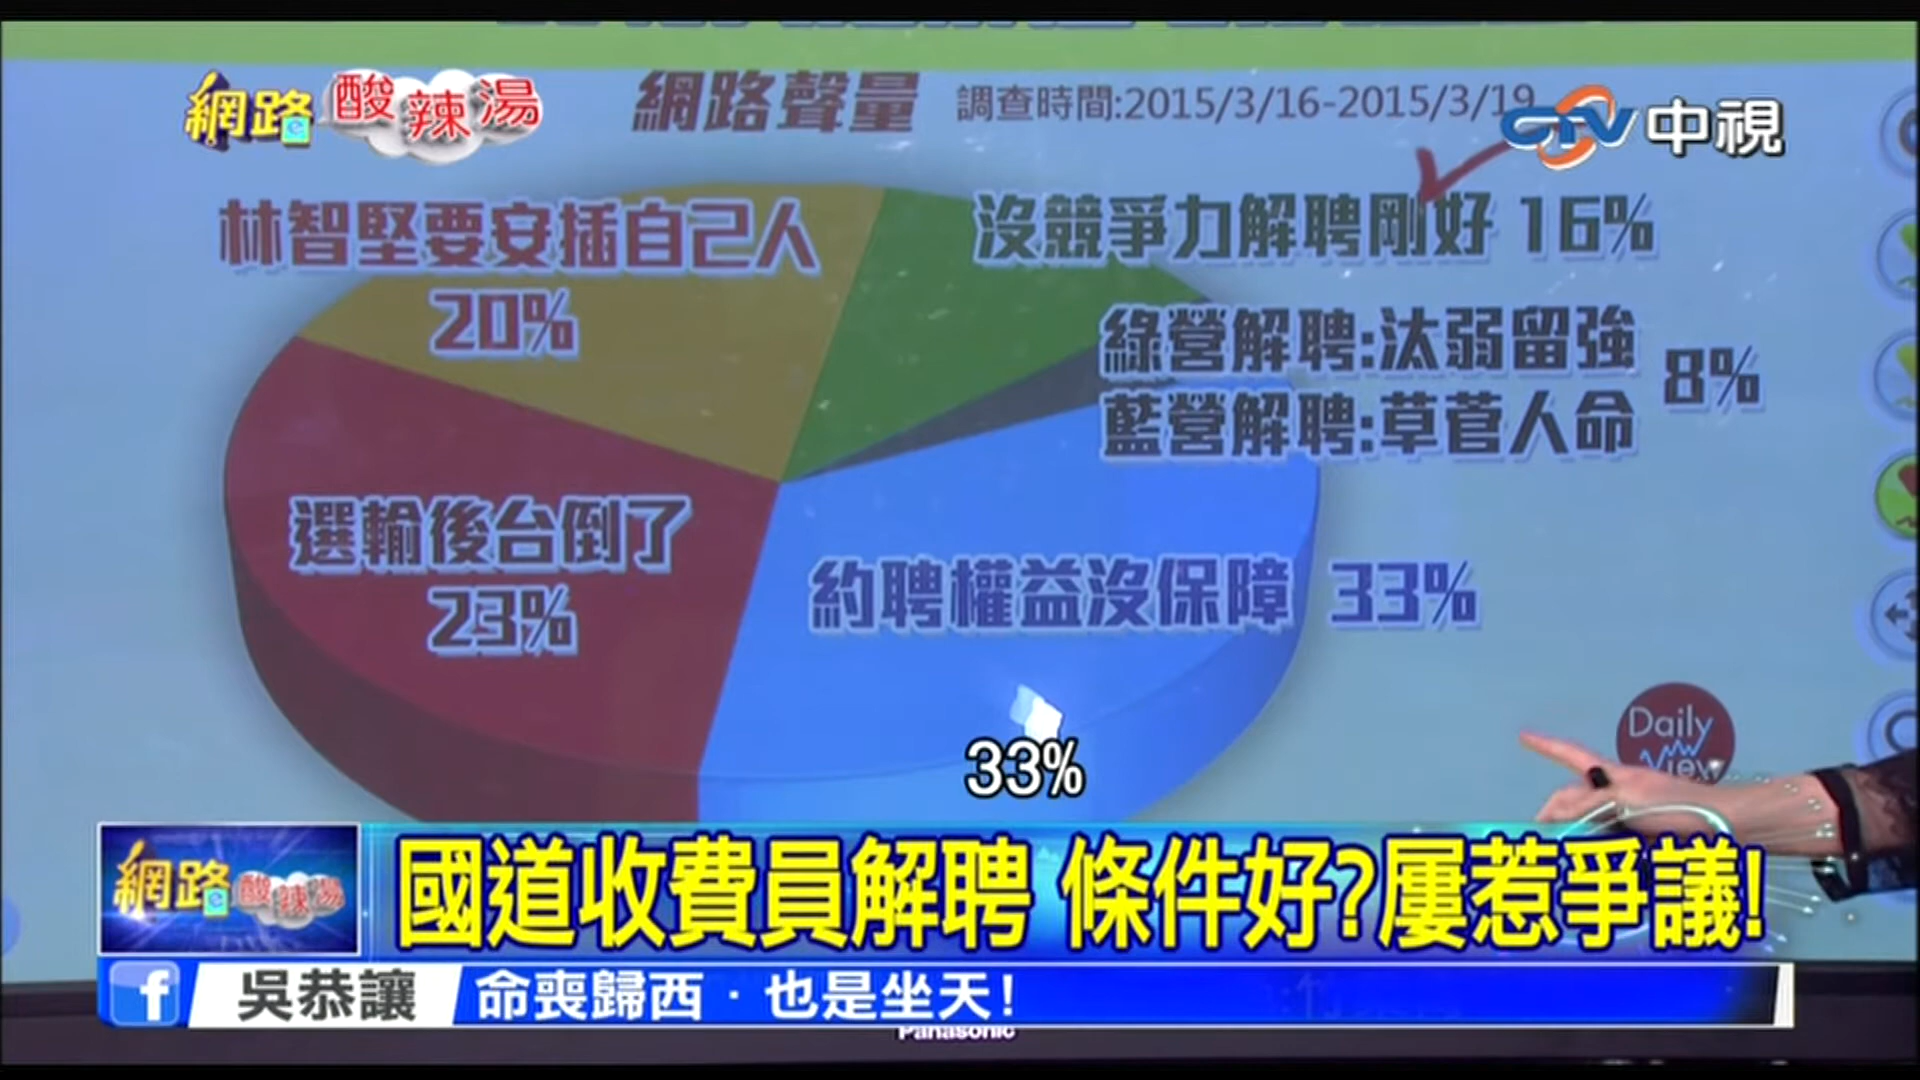 網路酸辣湯
網路聲量 調查時間:2015/3/16-2015/3/19
CTV 中視
林智堅要安插自己人
20%
沒競爭力解聘剛好 16%
綠營解聘:汰弱留強
藍營解聘:草菅人命
8%
選輸後台倒了
23%
約聘權益沒保障 33%
Daily
View
33%
網路酸辣湯
國道收費員解聘 條件好?屢惹爭議!
f 吳恭讓 命喪歸西‧也是坐天!
Panasonic